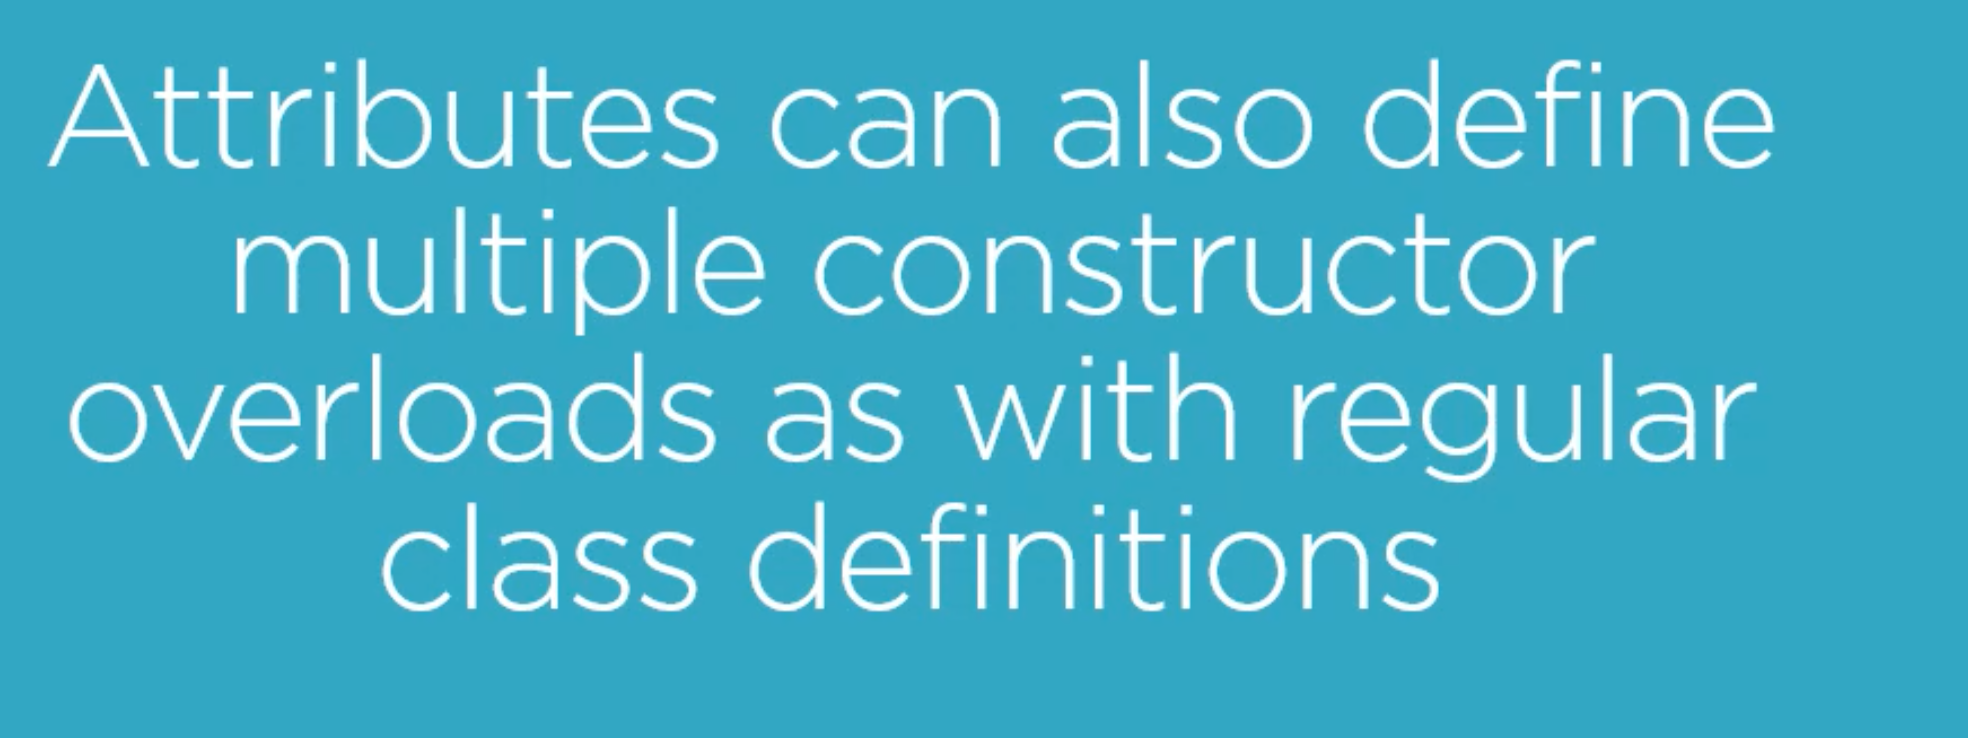 Attributes can also define
multiple constructor
overloads as with regular
class definitions